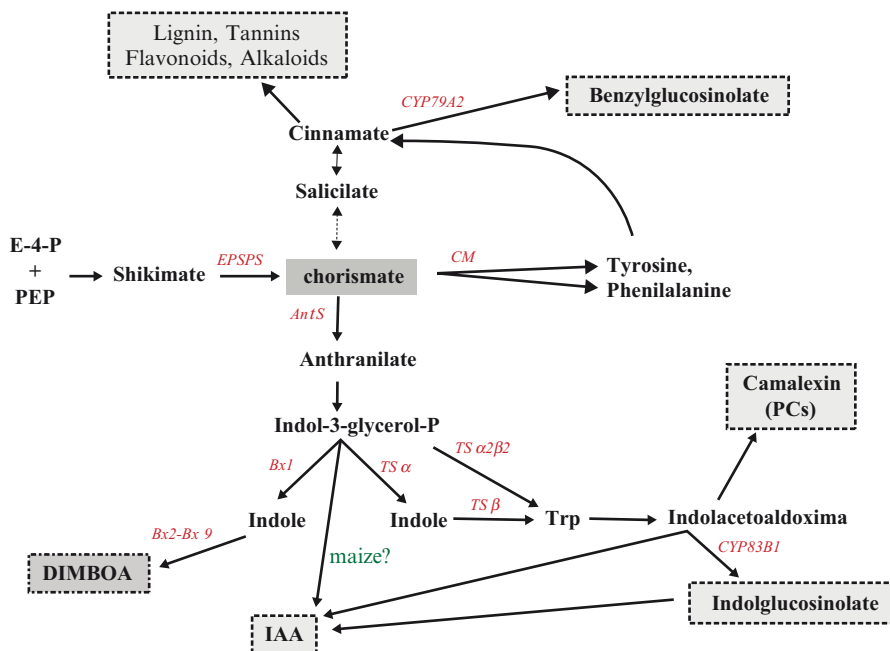 Lignin, Tannins
Flavonoids, Alkaloids
CYP79A2
Benzylglucosinolate
Cinnamate
Salicilate
E-4-P
+
PEP
Shikimate
EPSPS
chorismate
CM
Tyrosine,
Phenilalanine
AntS
Anthranilate
Camalexin
(PCs)
Indol-3-glycerol-P
Bx1
TS α
TS α2β2
Indole
Indole
TS β
Trp
Indolacetoaldoxima
Bx2-Bx 9
CYP83B1
DIMBOA
maize?
Indolglucosinolate
IAA